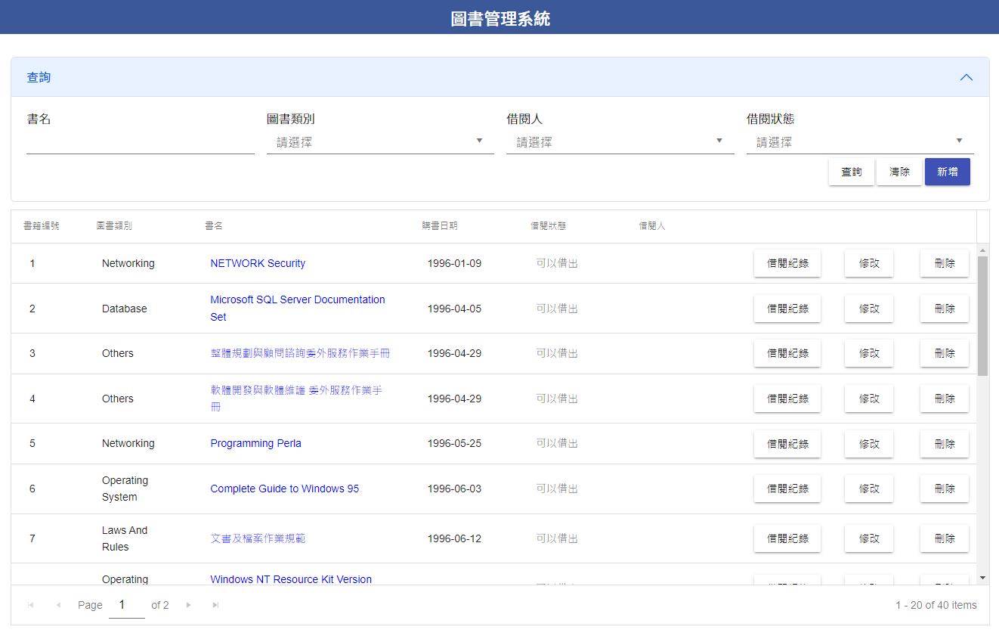 圖書管理系統
查詢
書名 圖書類別 借閱人 借閱狀態
請選擇 請選擇 請選擇
查詢 清除 新增
書籍編號 圖書類別 書名 購書日期 借閱狀態 借閱人
1 Networking NETWORK Security 1996-01-09 可以借出 借閱紀錄 修改 刪除
2 Database Microsoft SQL Server Documentation 1996-04-05 可以借出 借閱紀錄 修改 刪除
Set
3 Others 整體規劃與顧問諮詢委外服務作業手冊 1996-04-29 可以借出 借閱紀錄 修改 刪除
4 Others 軟體開發與軟體維護 委外服務作業手 1996-04-29 可以借出 借閱紀錄 修改 刪除
冊
5 Networking Programming Perla 1996-05-25 可以借出 借閱紀錄 修改 刪除
6 Operating Complete Guide to Windows 95 1996-06-03 可以借出 借閱紀錄 修改 刪除
System
7 Laws And 文書及檔案作業規範 1996-06-12 可以借出 借閱紀錄 修改 刪除
Rules
Operating Windows NT Resource Kit Version
Page 1 of 2 1 - 20 of 40 items